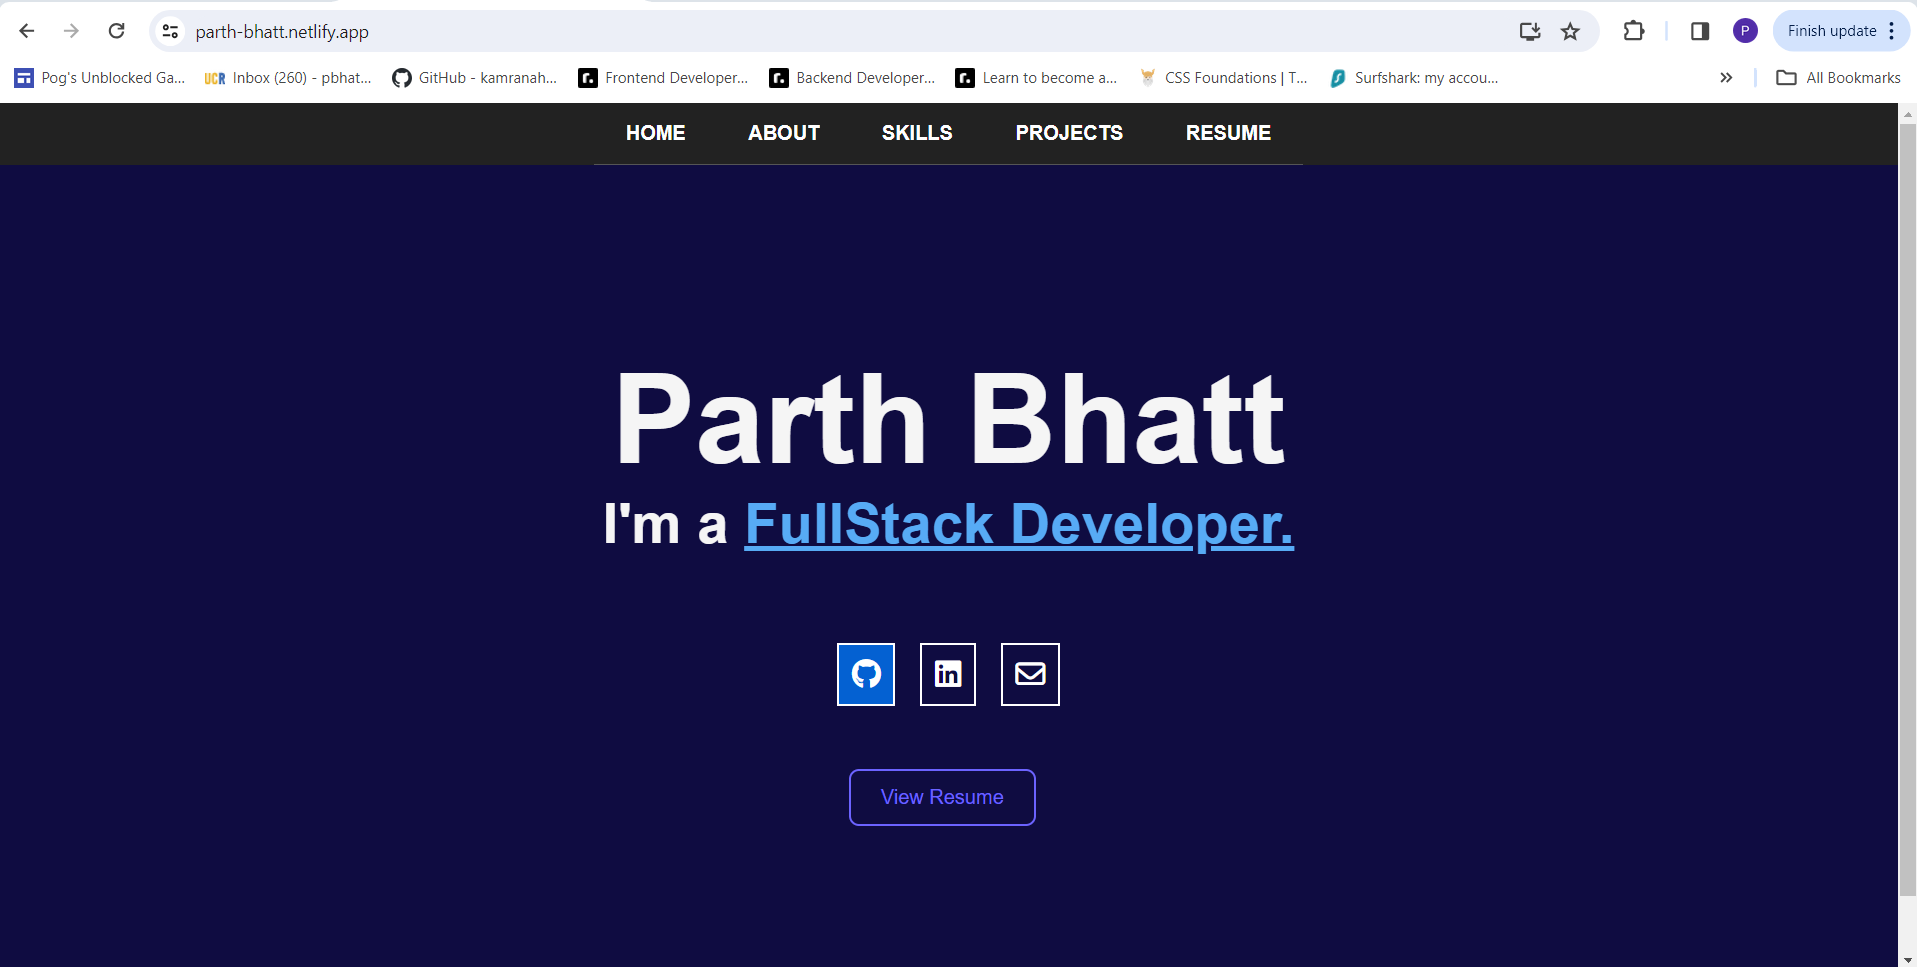 parth-bhatt.netlify.app
P
Finish update
Pog's Unblocked Ga...
UCR Inbox (260) - pbhat...
GitHub - kamranah...
r. Frontend Developer...
r. Backend Developer...
r. Learn to become a...
CSS Foundations | T...
Surfshark: my accou...
All Bookmarks
HOME ABOUT SKILLS PROJECTS RESUME
Parth Bhatt
I'm a FullStack Developer.
in
View Resume